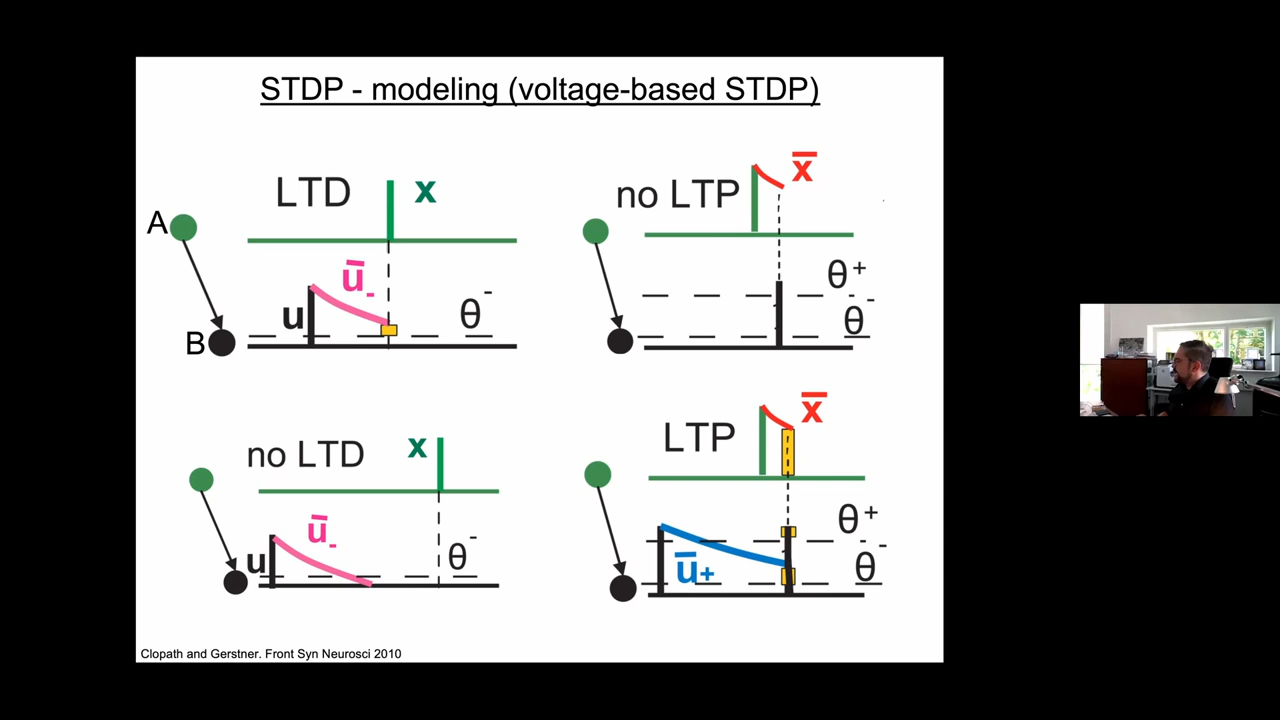 STDP - modeling (voltage-based STDP)
LTD x
A
u̅-
u θ-
B
no LTP x̅
θ+
θ-
no LTD x
u̅-
u θ-
LTP x̅
θ+
u̅+ θ-
Clopath and Gerstner. Front Syn Neurosci 2010